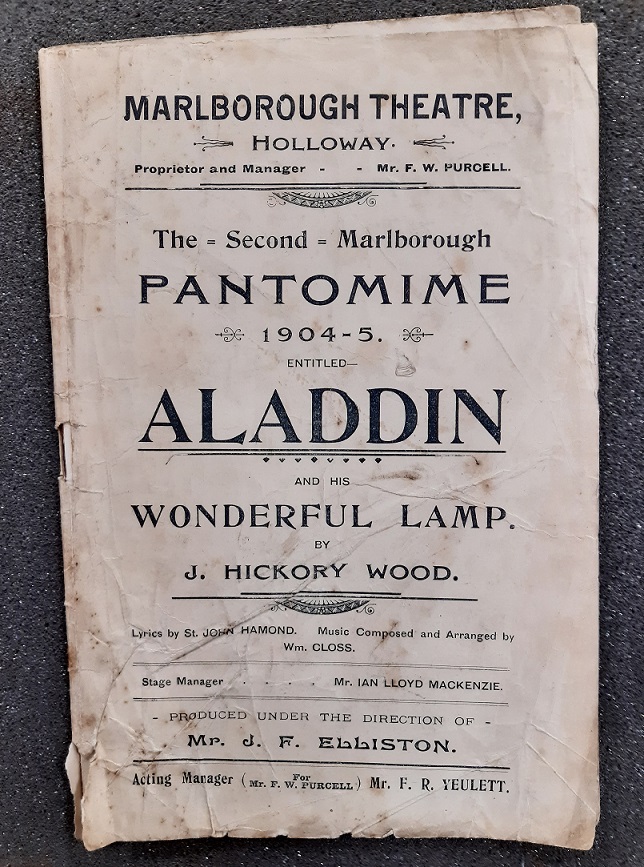 MARLBOROUGH THEATRE,
HOLLOWAY.
Proprietor and Manager - - Mr. F. W. PURCELL.
The = Second = Marlborough
PANTOMIME
1904-5.
ENTITLED—
ALADDIN
AND HIS
WONDERFUL LAMP.
BY
J. HICKORY WOOD.
Lyrics by St. JOHN HAMOND. Music Composed and Arranged by
Wm. CLOSS.
Stage Manager . . . . Mr. IAN LLOYD MACKENZIE.
- PRODUCED UNDER THE DIRECTION OF -
Mr. J. F. ELLISTON.
Acting Manager (For Mr. F. W. PURCELL) Mr. F. R. YEULETT.